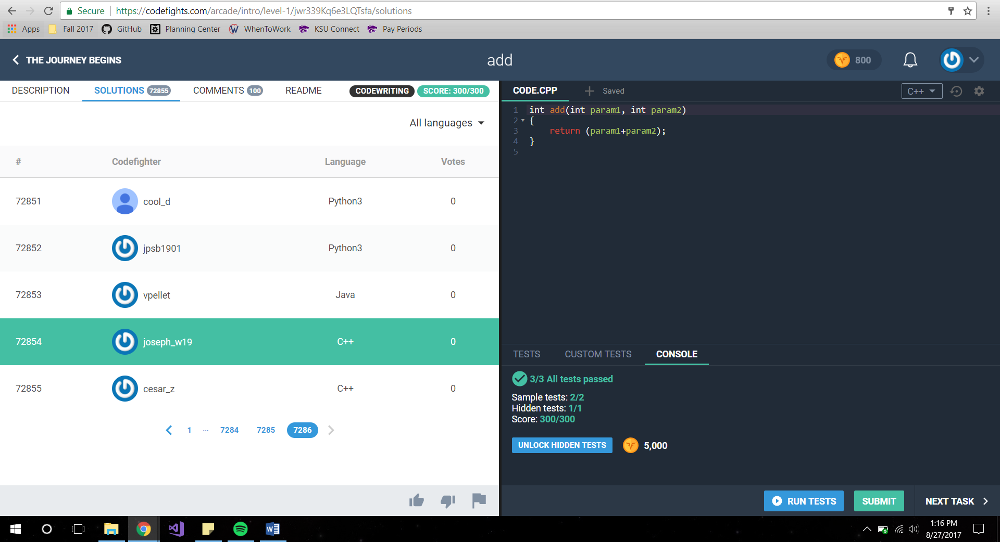 Secure https://codefights.com/arcade/intro/level-1/jwr339Kq6e3LQTsfa/solutions
Apps Fall 2017 GitHub Planning Center WhenToWork KSU Connect Pay Periods
THE JOURNEY BEGINS add 800
DESCRIPTION SOLUTIONS 72855 COMMENTS 100 README CODEWRITING SCORE: 300/300
All languages
# Codefighter Language Votes
72851 cool_d Python3 0
72852 jpsb1901 Python3 0
72853 vpellet Java 0
72854 joseph_w19 C++ 0
72855 cesar_z C++ 0
1 ... 7284 7285 7286
CODE.CPP Saved C++
1 int add(int param1, int param2)
2 {
3 return (param1+param2);
4 }
5
TESTS CUSTOM TESTS CONSOLE
3/3 All tests passed
Sample tests: 2/2
Hidden tests: 1/1
Score: 300/300
UNLOCK HIDDEN TESTS 5,000
RUN TESTS SUBMIT NEXT TASK
1:16 PM
8/27/2017